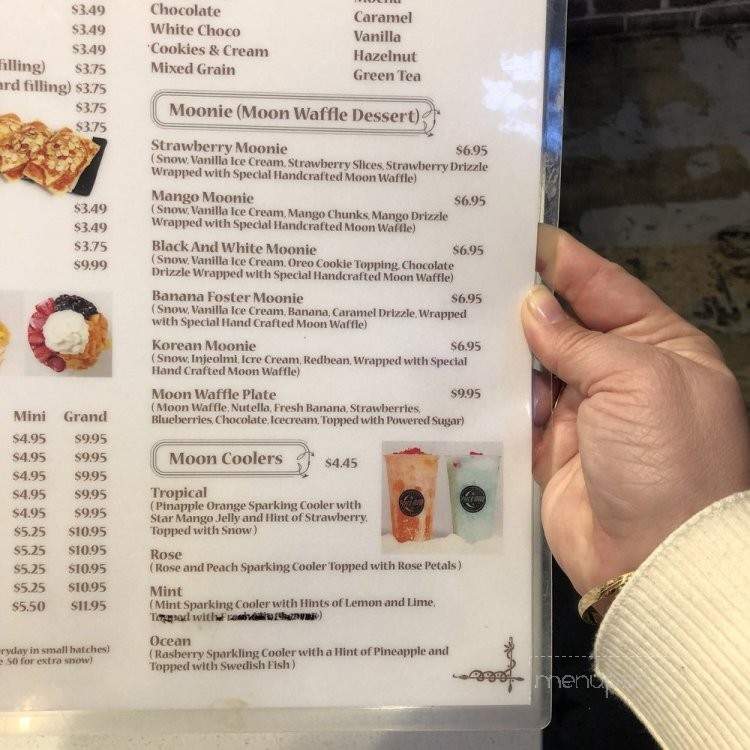 $3.49
$3.49
$3.49
filling) $3.75
ard filling) $3.75
$3.75
$3.75
$3.49
$3.49
$3.75
$9.99
Mini Grand
$4.95 $9.95
$4.95 $9.95
$4.95 $9.95
$4.95 $9.95
$4.95 $9.95
$5.25 $10.95
$5.25 $10.95
$5.25 $10.95
$5.25 $10.95
$5.50 $11.95
eryday in small batches)
e .50 for extra snow)
Chocolate
White Choco
Cookies & Cream
Mixed Grain
Mocha
Caramel
Vanilla
Hazelnut
Green Tea
Moonie (Moon Waffle Dessert)
Strawberry Moonie $6.95
( Snow, Vanilla Ice Cream, Strawberry Slices, Strawberry Drizzle
Wrapped with Special Handcrafted Moon Waffle)
Mango Moonie $6.95
( Snow, Vanilla Ice Cream, Mango Chunks, Mango Drizzle
Wrapped with Special Handcrafted Moon Waffle)
Black And White Moonie $6.95
( Snow, Vanilla Ice Cream, Oreo Cookie Topping, Chocolate
Drizzle Wrapped with Special Handcrafted Moon Waffle)
Banana Foster Moonie $6.95
( Snow, Vanilla Ice Cream, Banana, Caramel Drizzle, Wrapped
with Special Hand Crafted Moon Waffle)
Korean Moonie $6.95
( Snow, Injeolmi, Icre Cream, Redbean, Wrapped with Special
Hand Crafted Moon Waffle)
Moon Waffle Plate $9.95
( Moon Waffle, Nutella, Fresh Banana, Strawberries,
Blueberries, Chocolate, Icecream, Topped with Powered Sugar)
Moon Coolers $4.45
Tropical
( Pinapple Orange Sparking Cooler with
Star Mango Jelly and Hint of Strawberry,
Topped with Snow )
Rose
( Rose and Peach Sparking Cooler Topped with Rose Petals )
Mint
( Mint Sparking Cooler with Hints of Lemon and Lime,
Topped with Fresh
Ocean
( Rasberry Sparkling Cooler with a Hint of Pineapple and
Topped with Swedish Fish )